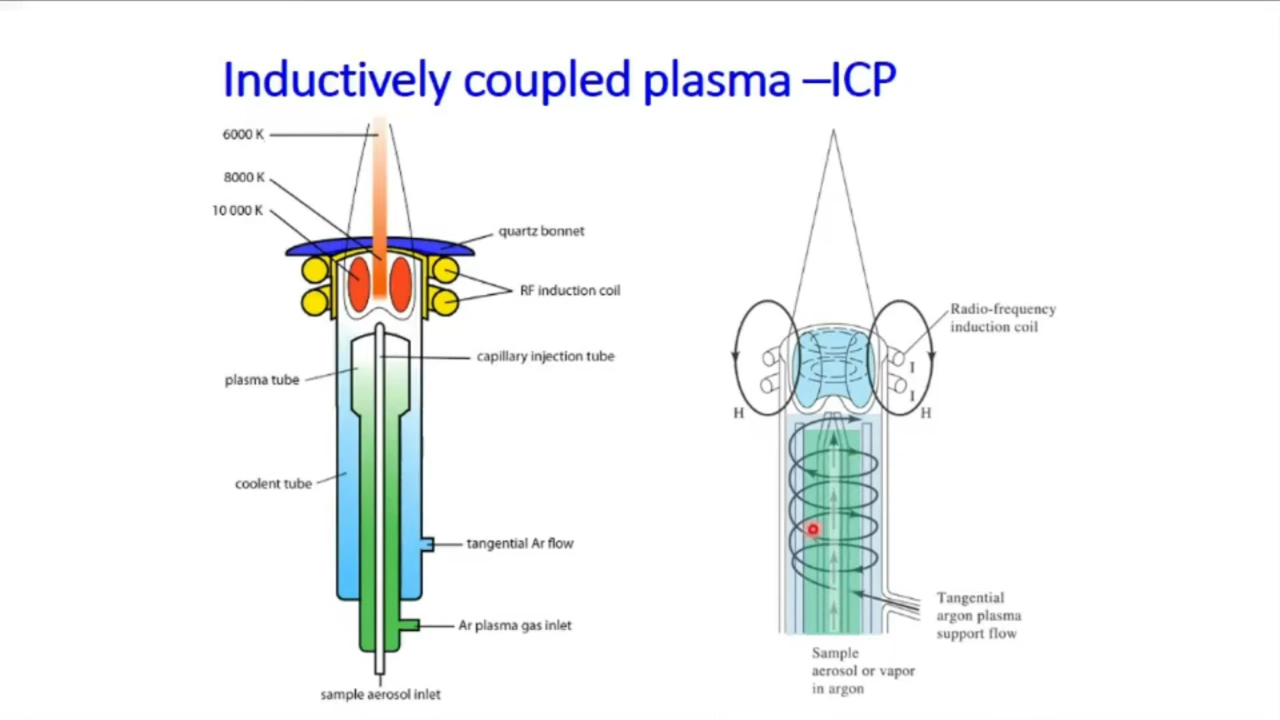 Inductively coupled plasma –ICP
6000 K
8000 K
10 000 K
quartz bonnet
RF induction coil
capillary injection tube
plasma tube
coolent tube
tangential Ar flow
Ar plasma gas inlet
sample aerosol inlet
Radio-frequency
induction coil
I
I
H
H
Tangential
argon plasma
support flow
Sample
aerosol or vapor
in argon